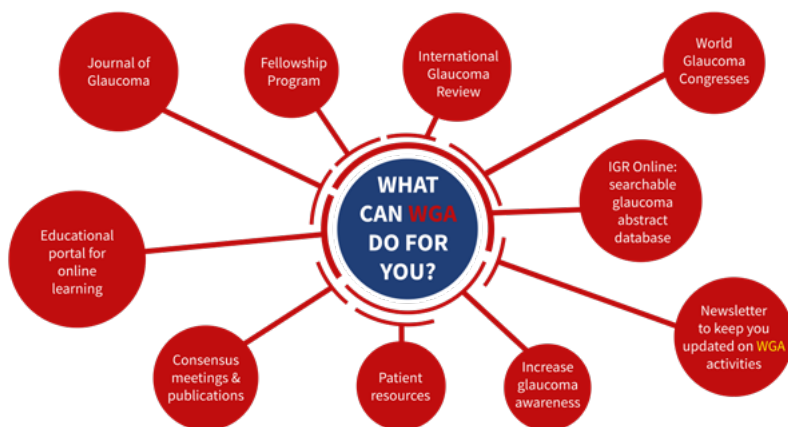 Journal of
Glaucoma
Fellowship
Program
International
Glaucoma
Review
World
Glaucoma
Congresses
WHAT
CAN WGA
DO FOR
YOU?
IGR Online:
searchable
glaucoma
abstract
database
Educational
portal for
online
learning
Newsletter
to keep you
updated on WGA
activities
Consensus
meetings &
publications
Patient
resources
Increase
glaucoma
awareness